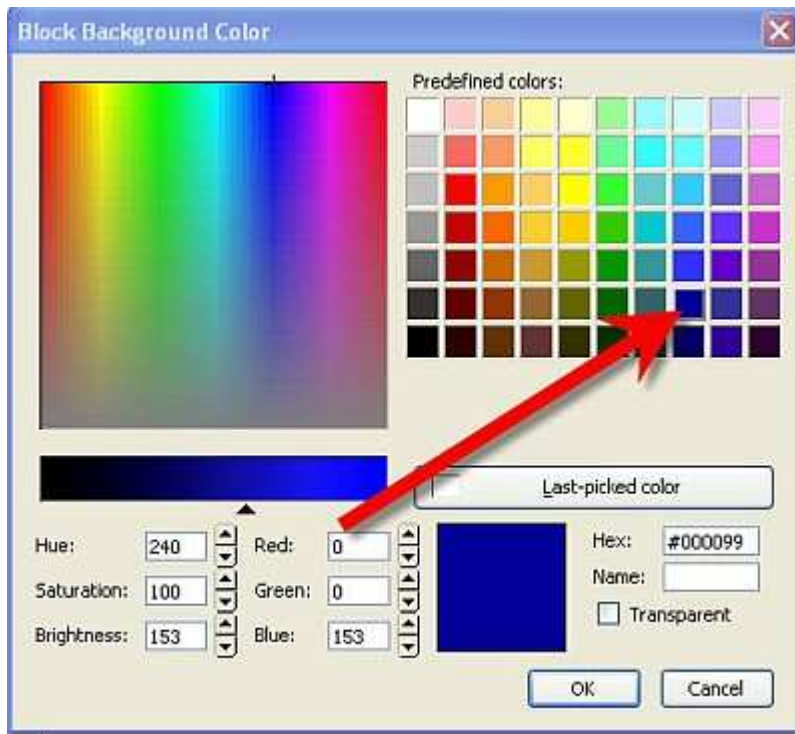 Block Background Color
Predefined colors:
Last-picked color
Hue: 240 Red: 0 Hex: #000099
Saturation: 100 Green: 0 Name:
Transparent
Brightness: 153 Blue: 153
OK Cancel